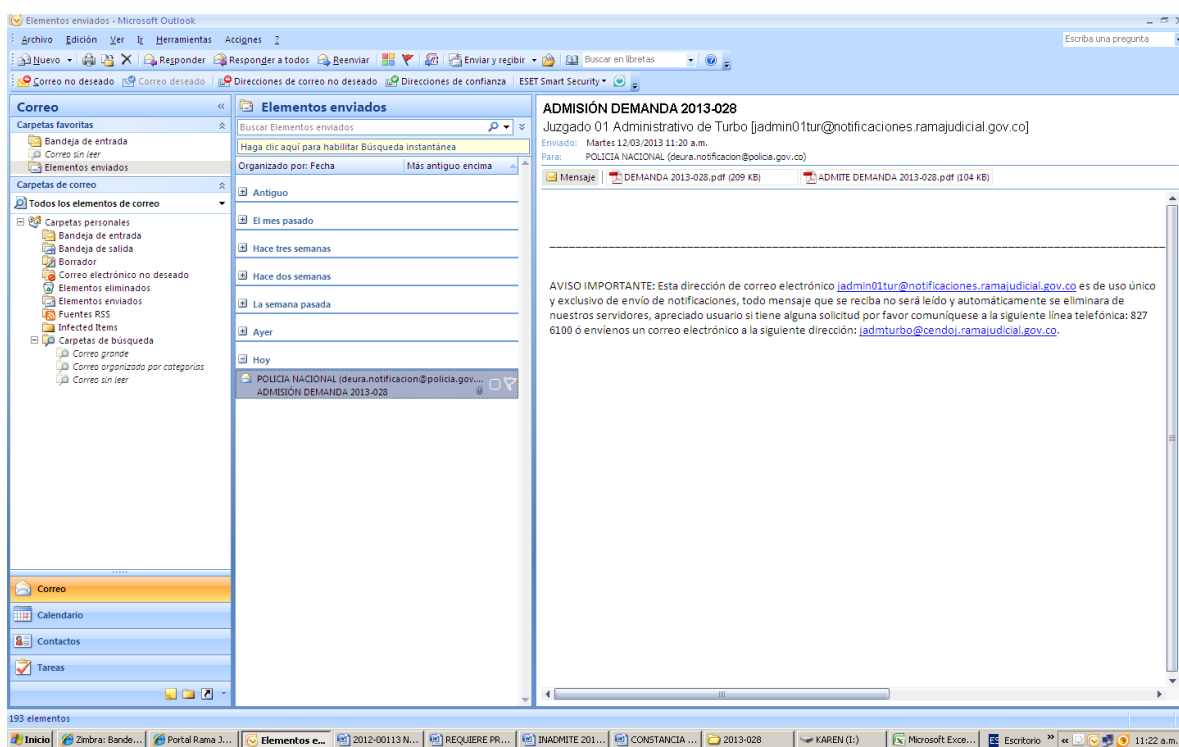 Elementos enviados - Microsoft Outlook
Archivo Edición Ver Ir Herramientas Acciones ?
Escriba una pregunta
Nuevo Responder Responder a todos Reenviar Enviar y recibir Buscar en libretas
Correo no deseado Correo deseado Direcciones de correo no deseado Direcciones de confianza ESET Smart Security
Correo
Carpetas favoritas
Bandeja de entrada
Correo sin leer
Elementos enviados
Carpetas de correo
Todos los elementos de correo
Carpetas personales
Bandeja de entrada
Bandeja de salida
Borrador
Correo electrónico no deseado
Elementos eliminados
Elementos enviados
Fuentes RSS
Infected Items
Carpetas de búsqueda
Correo grande
Correo organizado por categorías
Correo sin leer
Correo
Calendario
Contactos
Tareas
Elementos enviados
Buscar Elementos enviados
Haga clic aquí para habilitar Búsqueda instantánea
Organizado por: Fecha Más antiguo encima
Antiguo
El mes pasado
Hace tres semanas
Hace dos semanas
La semana pasada
Ayer
Hoy
POLICIA NACIONAL (deura.notificacion@policia.gov....
ADMISIÓN DEMANDA 2013-028
ADMISIÓN DEMANDA 2013-028
Juzgado 01 Administrativo de Turbo [jadmin01tur@notificaciones.ramajudicial.gov.co]
Enviado: Martes 12/03/2013 11:20 a.m.
Para: POLICIA NACIONAL (deura.notificacion@policia.gov.co)
Mensaje DEMANDA 2013-028.pdf (209 KB) ADMITE DEMANDA 2013-028.pdf (104 KB)
AVISO IMPORTANTE: Esta dirección de correo electrónico jadmin01tur@notificaciones.ramajudicial.gov.co es de uso único
y exclusivo de envío de notificaciones, todo mensaje que se reciba no será leído y automáticamente se eliminara de
nuestros servidores, apreciado usuario si tiene alguna solicitud por favor comuníquese a la siguiente línea telefónica: 827
6100 ó envíenos un correo electrónico a la siguiente dirección: jadmturbo@cendoj.ramajudicial.gov.co.
193 elementos
Inicio Zimbra: Bande... Portal Rama J... Elementos e... 2012-00113 N... REQUIERE PR... INADMITE 201... CONSTANCIA ... 2013-028 KAREN (I:) Microsoft Exce... ES Escritorio 11:22 a.m.